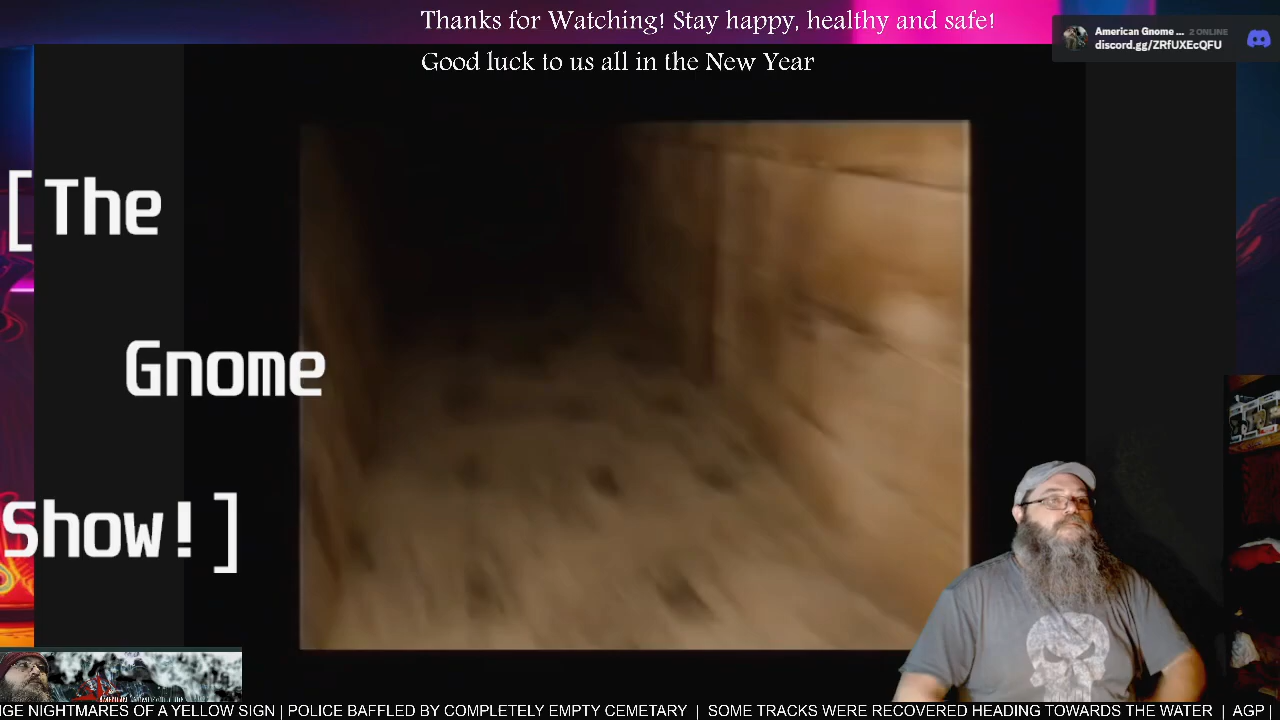 Thanks for Watching! Stay happy, healthy and safe!
Good luck to us all in the New Year
American Gnome ... 2 ONLINE
discord.gg/ZRfUXEcQFU
[The
Gnome
Show!]
NIGHTMARES OF A YELLOW SIGN | POLICE BAFFLED BY COMPLETELY EMPTY CEMETARY | SOME TRACKS WERE RECOVERED HEADING TOWARDS THE WATER | AGP |